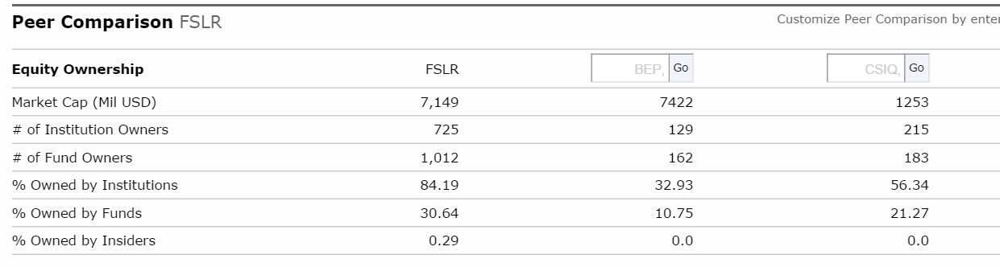 Peer Comparison FSLR Customize Peer Comparison by enter
Equity Ownership FSLR BEP, Go CSIQ, Go
Market Cap (Mil USD) 7,149 7422 1253
# of Institution Owners 725 129 215
# of Fund Owners 1,012 162 183
% Owned by Institutions 84.19 32.93 56.34
% Owned by Funds 30.64 10.75 21.27
% Owned by Insiders 0.29 0.0 0.0